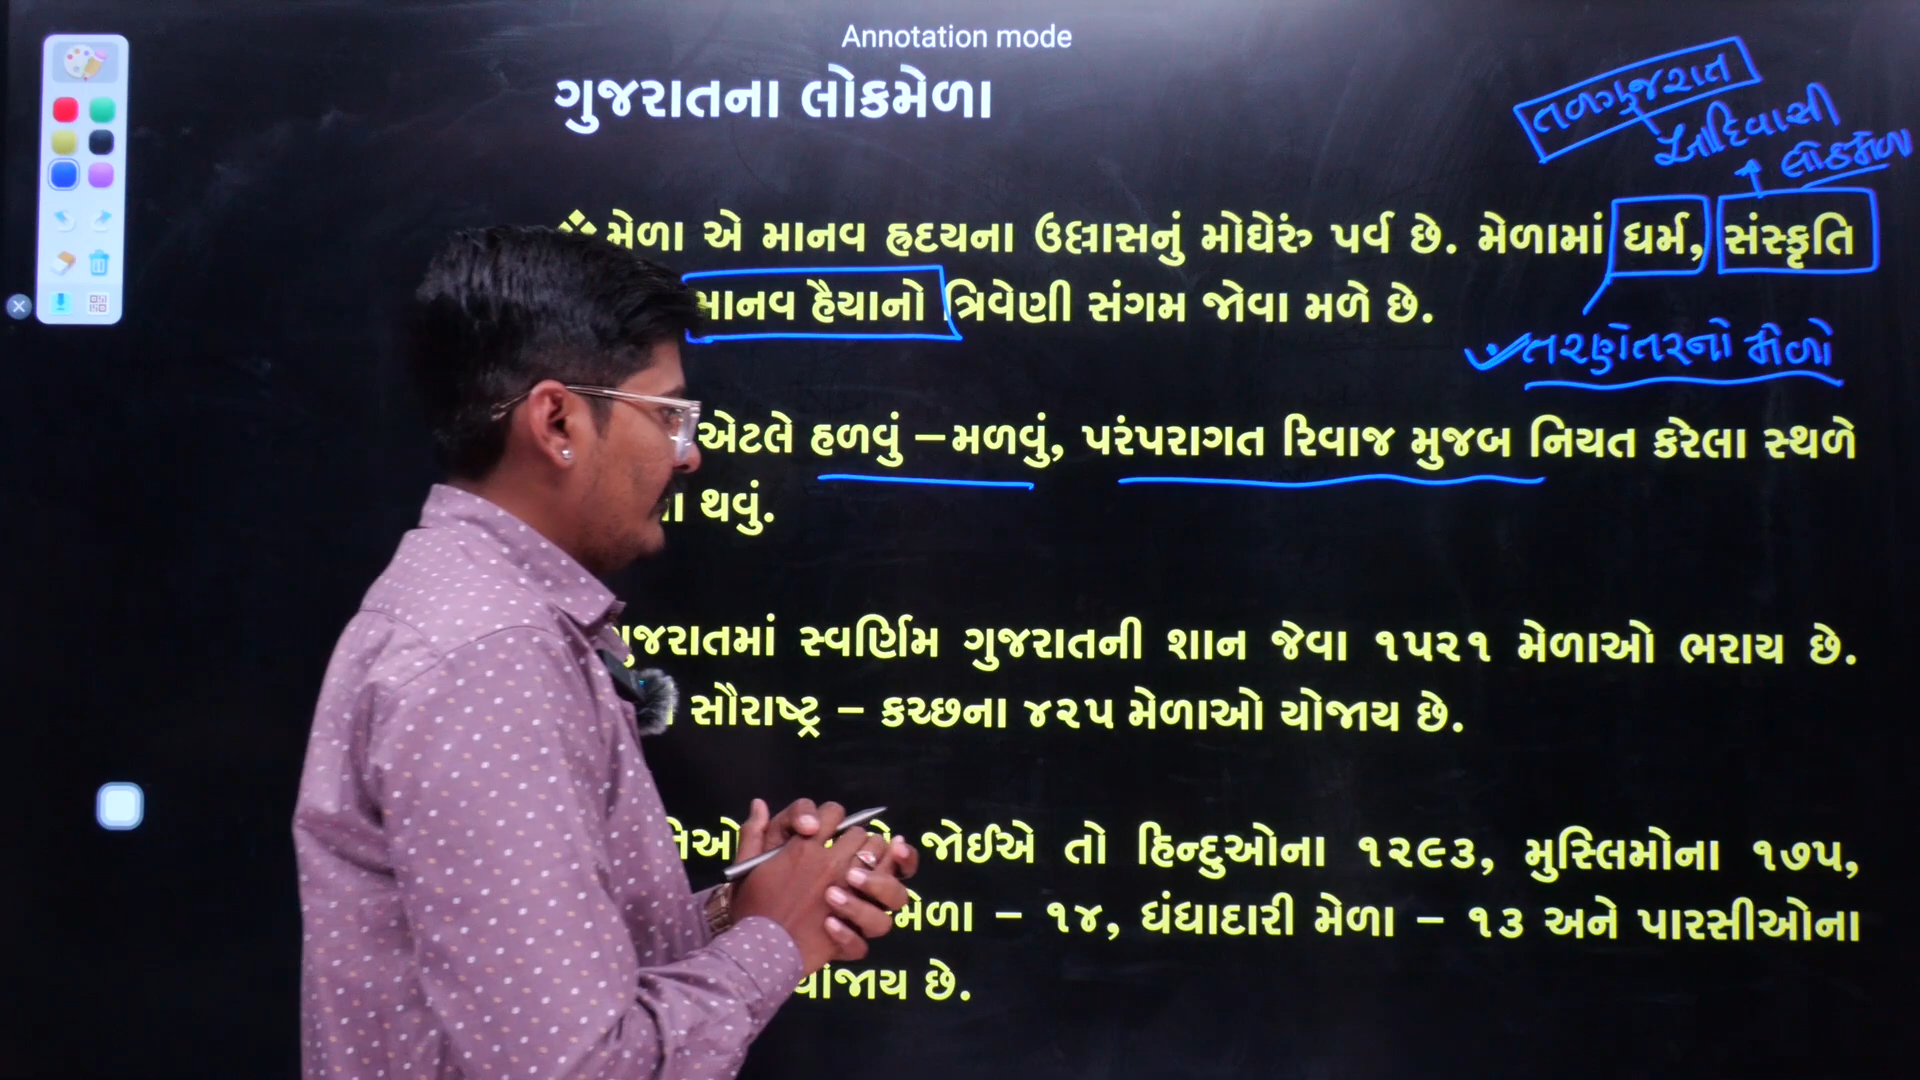 Annotation mode
ગુજરાતના લોકમેળા
તળગુજરાત
આદિવાસી
લોકમેળા
❖ મેળા એ માનવ હૃદયના ઉલ્લાસનું મોઘેરું પર્વ છે. મેળામાં ધર્મ, સંસ્કૃતિ
માનવ હૈયાનો ત્રિવેણી સંગમ જોવા મળે છે.
તરણેતરનો મેળો
એટલે હળવું – મળવું, પરંપરાગત રિવાજ મુજબ નિયત કરેલા સ્થળે
થવું.
ગુજરાતમાં સ્વર્ણિમ ગુજરાતની શાન જેવા ૧૫૨૧ મેળાઓ ભરાય છે.
સૌરાષ્ટ્ર – કચ્છના ૪૨૫ મેળાઓ યોજાય છે.
જોઈએ તો હિન્દુઓના ૧૨૯૩, મુસ્લિમોના ૧૭૫,
મેળા – ૧૪, ધંધાદારી મેળા – ૧૩ અને પારસીઓના
યોજાય છે.